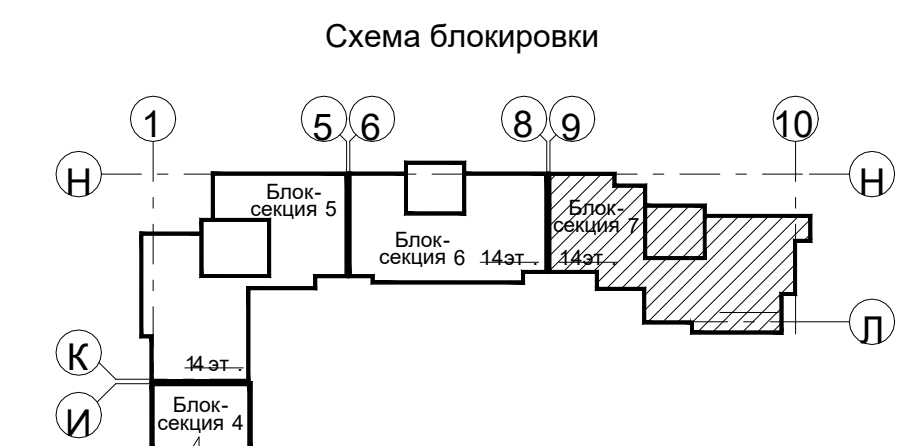 Схема блокировки
1
5
6
8
9
10
Н
Н
Блок-
секция 5
Блок-
секция 6
14эт.
Блок-
секция 7
14эт.
Л
К
14 эт.
И
Блок-
секция 4
4